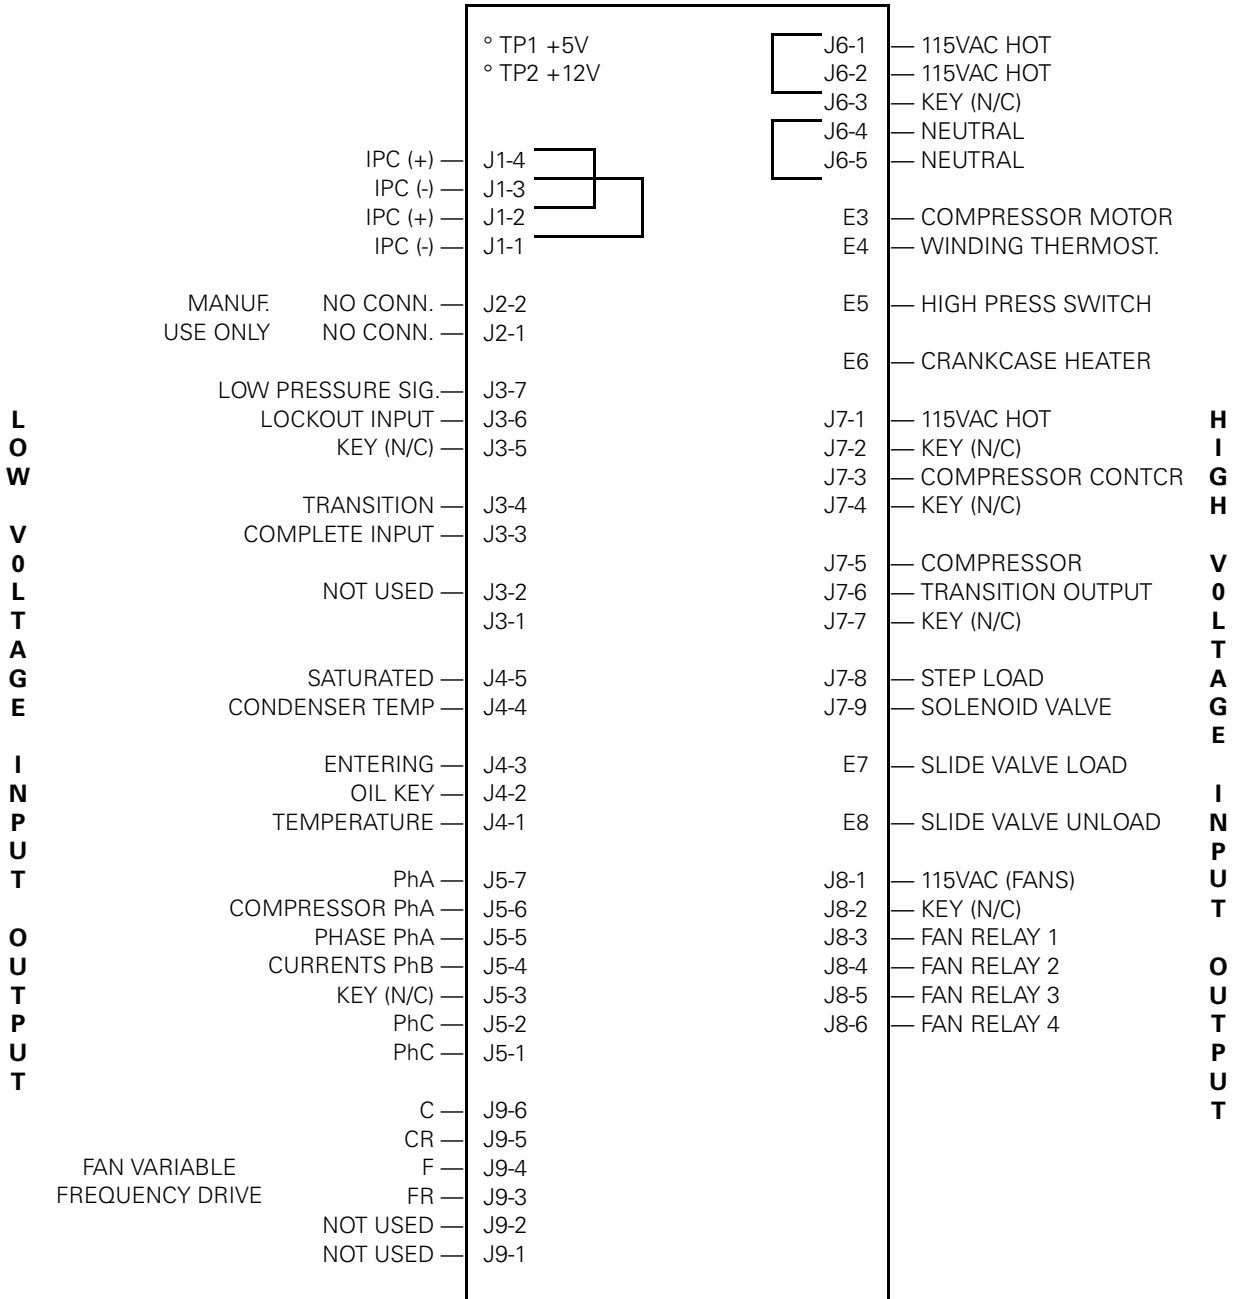 ° TP1 +5V
° TP2 +12V
IPC (+) — J1-4
IPC (-) — J1-3
IPC (+) — J1-2
IPC (-) — J1-1
MANUF. NO CONN. — J2-2
USE ONLY NO CONN. — J2-1
LOW PRESSURE SIG.— J3-7
LOCKOUT INPUT — J3-6
KEY (N/C) — J3-5
TRANSITION — J3-4
COMPLETE INPUT — J3-3
NOT USED — J3-2
J3-1
SATURATED — J4-5
CONDENSER TEMP — J4-4
ENTERING — J4-3
OIL KEY — J4-2
TEMPERATURE — J4-1
PhA — J5-7
COMPRESSOR PhA — J5-6
PHASE PhA — J5-5
CURRENTS PhB — J5-4
KEY (N/C) — J5-3
PhC — J5-2
PhC — J5-1
C — J9-6
CR — J9-5
FAN VARIABLE F — J9-4
FREQUENCY DRIVE FR — J9-3
NOT USED — J9-2
NOT USED — J9-1
LOW V0LTAGE INPUT OUTPUT
J6-1 — 115VAC HOT
J6-2 — 115VAC HOT
J6-3 — KEY (N/C)
J6-4 — NEUTRAL
J6-5 — NEUTRAL
E3 — COMPRESSOR MOTOR
E4 — WINDING THERMOST.
E5 — HIGH PRESS SWITCH
E6 — CRANKCASE HEATER
J7-1 — 115VAC HOT
J7-2 — KEY (N/C)
J7-3 — COMPRESSOR CONTCR
J7-4 — KEY (N/C)
J7-5 — COMPRESSOR
J7-6 — TRANSITION OUTPUT
J7-7 — KEY (N/C)
J7-8 — STEP LOAD
J7-9 — SOLENOID VALVE
E7 — SLIDE VALVE LOAD
E8 — SLIDE VALVE UNLOAD
J8-1 — 115VAC (FANS)
J8-2 — KEY (N/C)
J8-3 — FAN RELAY 1
J8-4 — FAN RELAY 2
J8-5 — FAN RELAY 3
J8-6 — FAN RELAY 4
HIGH V0LTAGE INPUT OUTPUT